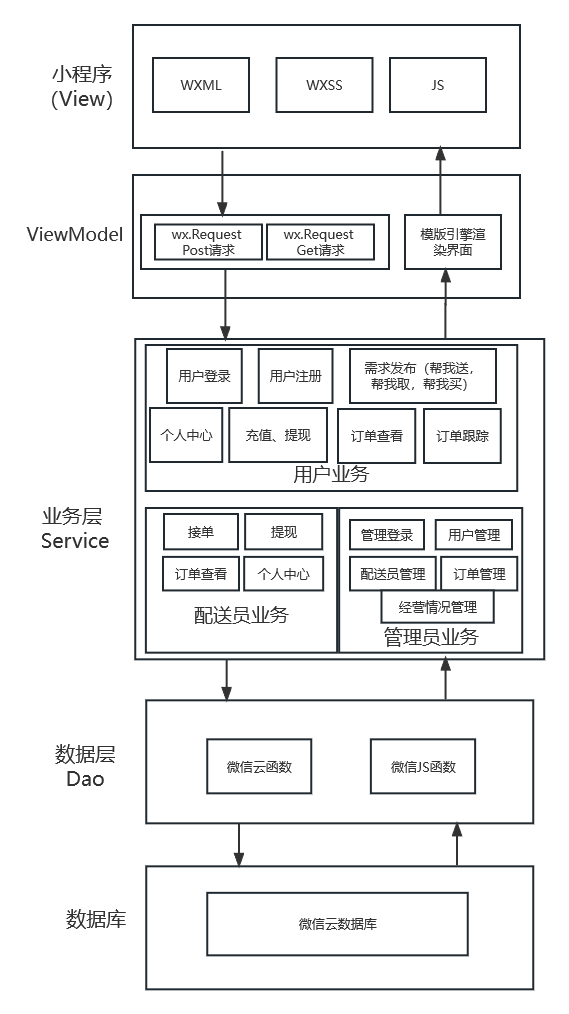 小程序
(View)
WXML
WXSS
JS
ViewModel
wx.Request
Post请求
wx.Request
Get请求
模版引擎渲
染界面
业务层
Service
用户登录
用户注册
需求发布（帮我送，
帮我取，帮我买）
个人中心
充值、提现
订单查看
订单跟踪
用户业务
接单
提现
订单查看
个人中心
配送员业务
管理登录
用户管理
配送员管理
订单管理
经营情况管理
管理员业务
数据层
Dao
微信云函数
微信JS函数
数据库
微信云数据库